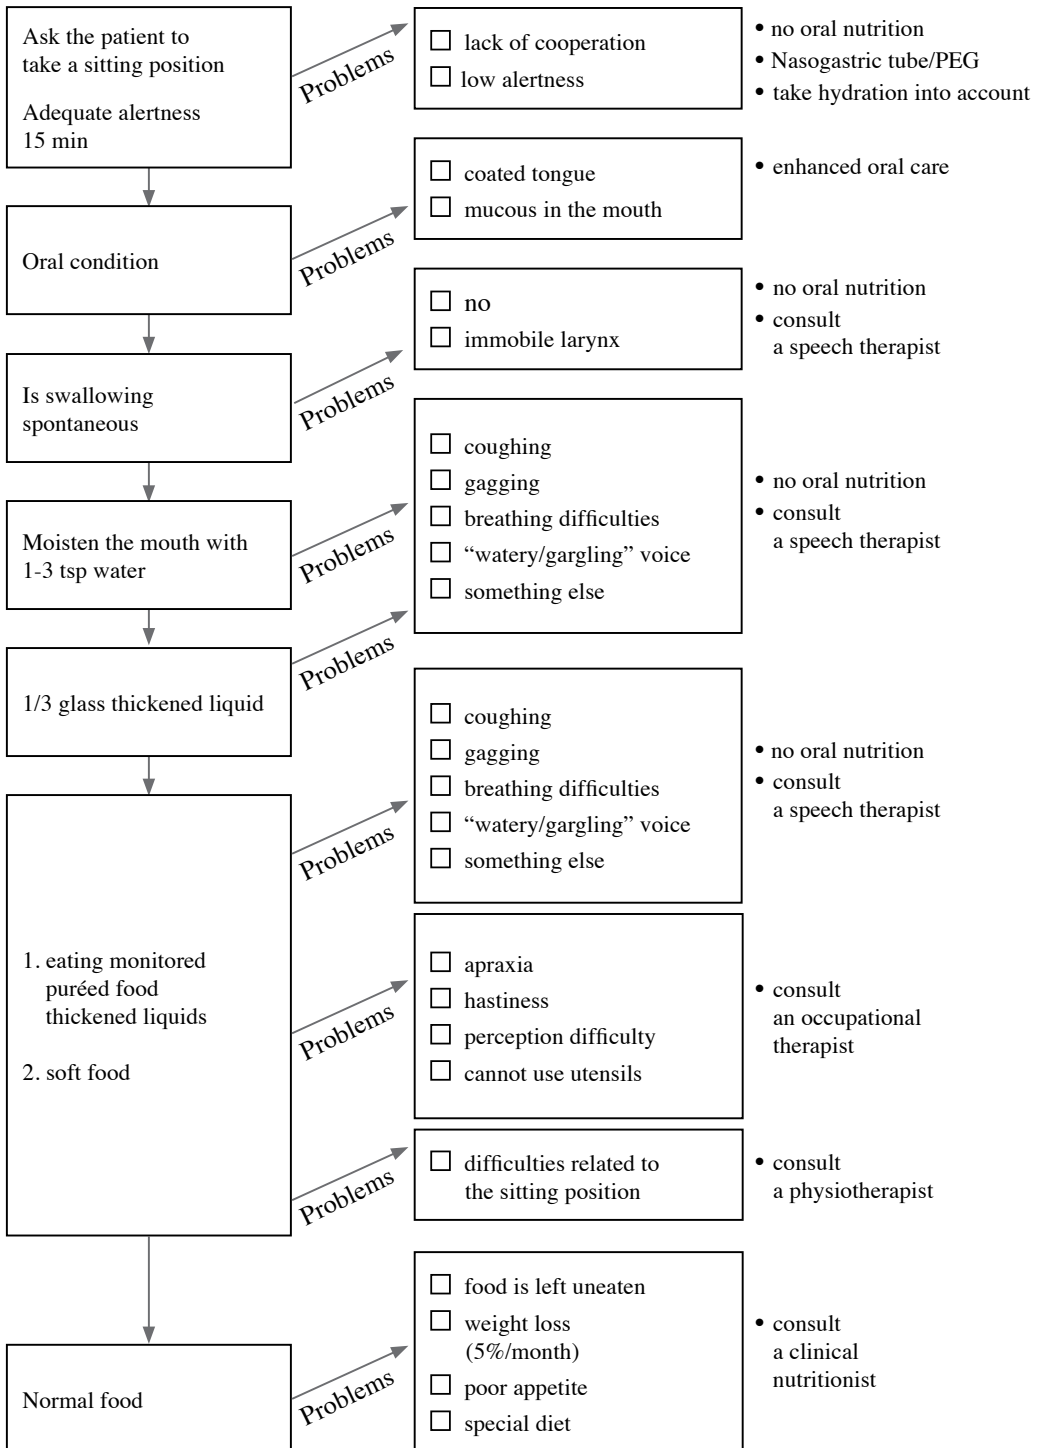 Ask the patient to
take a sitting position
Adequate alertness
15 min
Problems
☐ lack of cooperation
☐ low alertness
• no oral nutrition
• Nasogastric tube/PEG
• take hydration into account
Oral condition
Problems
☐ coated tongue
☐ mucous in the mouth
• enhanced oral care
Is swallowing
spontaneous
Problems
☐ no
☐ immobile larynx
• no oral nutrition
• consult
a speech therapist
Moisten the mouth with
1-3 tsp water
Problems
1/3 glass thickened liquid
Problems
☐ coughing
☐ gagging
☐ breathing difficulties
☐ “watery/gargling” voice
☐ something else
• no oral nutrition
• consult
a speech therapist
1. eating monitored
puréed food
thickened liquids
2. soft food
Problems
☐ coughing
☐ gagging
☐ breathing difficulties
☐ “watery/gargling” voice
☐ something else
• no oral nutrition
• consult
a speech therapist
Problems
☐ apraxia
☐ hastiness
☐ perception difficulty
☐ cannot use utensils
• consult
an occupational
therapist
Problems
☐ difficulties related to
the sitting position
• consult
a physiotherapist
Normal food
Problems
☐ food is left uneaten
☐ weight loss
(5%/month)
☐ poor appetite
☐ special diet
• consult
a clinical
nutritionist